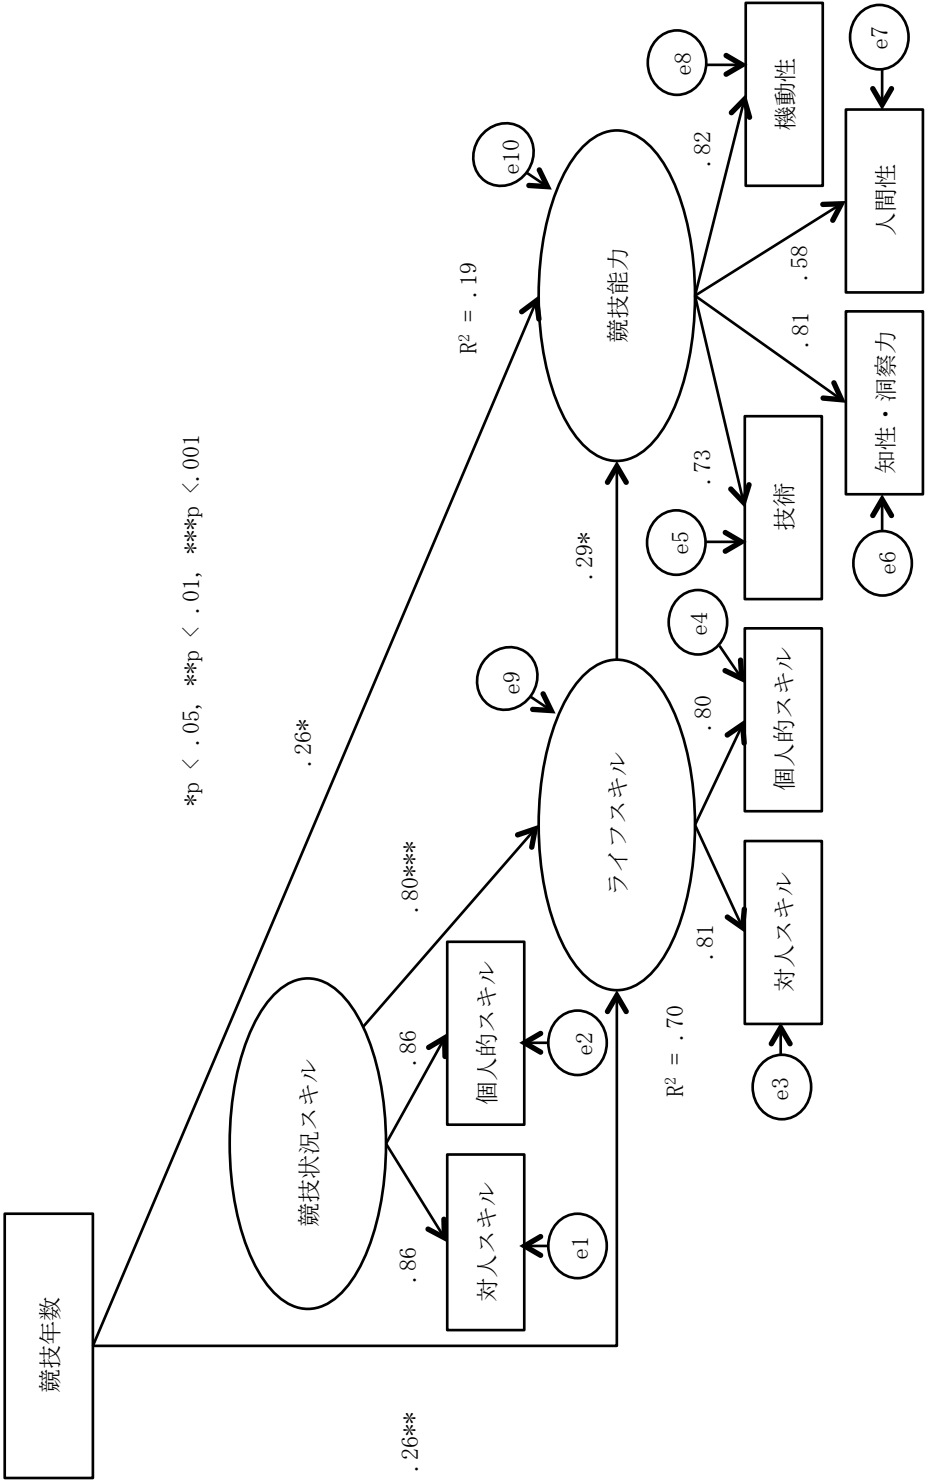 競技年数
.26**
.26*
*p < .05, **p < .01, ***p <.001
競技状況スキル
.80***
.86
.86
対人スキル
個人的スキル
e1
e2
R² = .19
e10
e9
ライフスキル
.29*
競技能力
R² = .70
.81
.80
.73
.81
.58
.82
e3
e4
e5
e8
対人スキル
個人的スキル
技術
機動性
知性・洞察力
人間性
e6
e7